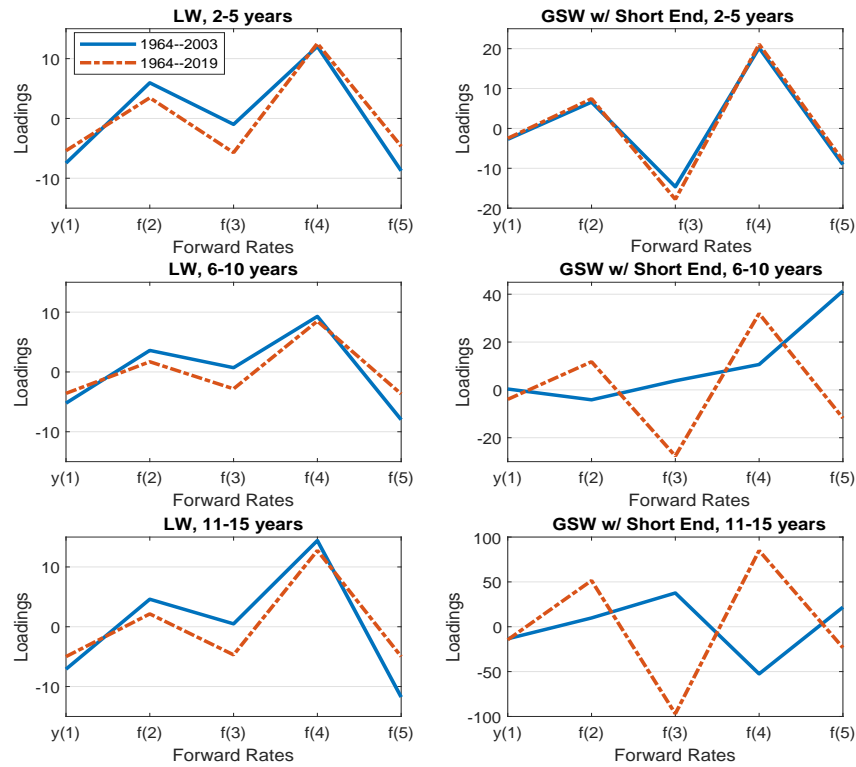 LW, 2-5 years
1964--2003
1964--2019
10
0
-10
Loadings
y(1) f(2) f(3) f(4) f(5)
Forward Rates
GSW w/ Short End, 2-5 years
20
10
0
-10
-20
Loadings
y(1) f(2) f(3) f(4) f(5)
Forward Rates
LW, 6-10 years
10
0
-10
Loadings
y(1) f(2) f(3) f(4) f(5)
Forward Rates
GSW w/ Short End, 6-10 years
40
20
0
-20
Loadings
y(1) f(2) f(3) f(4) f(5)
Forward Rates
LW, 11-15 years
10
0
-10
Loadings
y(1) f(2) f(3) f(4) f(5)
Forward Rates
GSW w/ Short End, 11-15 years
100
50
0
-50
-100
Loadings
y(1) f(2) f(3) f(4) f(5)
Forward Rates